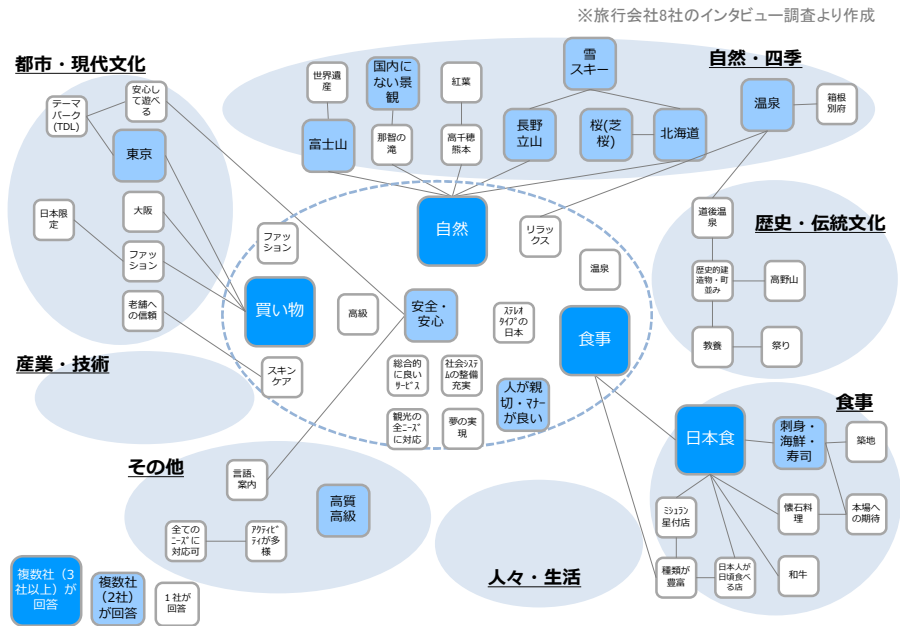 ※旅行会社8社のインタビュー調査より作成
都市・現代文化
自然・四季
テーマ
パーク
(TDL)
安心し
て遊べ
る
東京
日本限
定
大阪
ファッ
ション
老舗へ
の信頼
世界遺
産
国内に
ない景
観
紅葉
雪
スキー
富士山
那智の
滝
高千穂
熊本
長野
立山
桜(芝
桜)
北海道
温泉
箱根
別府
自然
リラッ
クス
温泉
ファッ
ション
買い物
高級
安全・
安心
ｽﾃﾚｵ
ﾀｲﾌﾟの
日本
食事
スキン
ケア
総合的
に良い
ｻｰﾋﾞｽ
社会ｼｽﾃ
ﾑの整備
充実
人が親
切・マナー
が良い
観光の
全ﾆｰｽﾞ
に対応
夢の実
現
歴史・伝統文化
道後温
泉
歴史的建
造物・町
並み
高野山
教養
祭り
産業・技術
食事
日本食
刺身・
海鮮・
寿司
築地
ﾐｼｭﾗﾝ
星付店
懐石料
理
本場へ
の期待
種類が
豊富
日本人が
日頃食べ
る店
和牛
その他
言語、
案内
高質
高級
全ての
ﾆｰｽﾞに
対応可
ｱｸﾃｨﾋﾞ
ﾃｨが多
様
人々・生活
複数社（3
社以上）が
回答
複数社
（2社）
が回答
１社が
回答